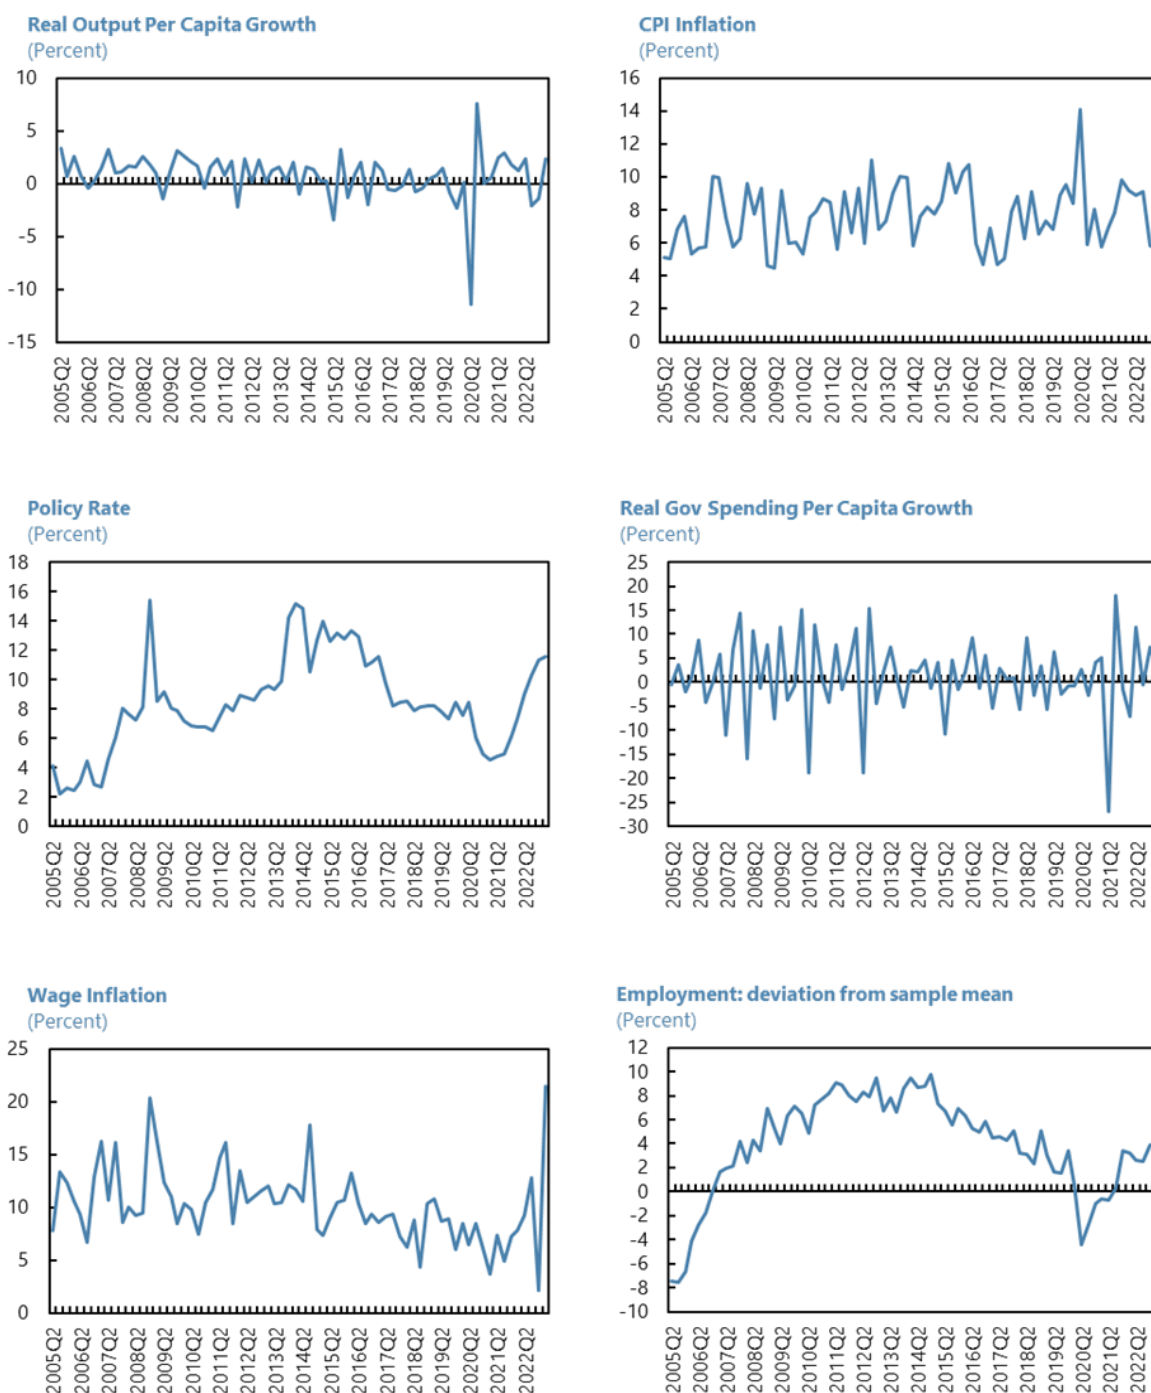 Real Output Per Capita Growth
(Percent)
10
5
0
-5
-10
-15
2005Q2
2006Q2
2007Q2
2008Q2
2009Q2
2010Q2
2011Q2
2012Q2
2013Q2
2014Q2
2015Q2
2016Q2
2017Q2
2018Q2
2019Q2
2020Q2
2021Q2
2022Q2
CPI Inflation
(Percent)
16
14
12
10
8
6
4
2
0
2005Q2
2006Q2
2007Q2
2008Q2
2009Q2
2010Q2
2011Q2
2012Q2
2013Q2
2014Q2
2015Q2
2016Q2
2017Q2
2018Q2
2019Q2
2020Q2
2021Q2
2022Q2
Policy Rate
(Percent)
18
16
14
12
10
8
6
4
2
0
2005Q2
2006Q2
2007Q2
2008Q2
2009Q2
2010Q2
2011Q2
2012Q2
2013Q2
2014Q2
2015Q2
2016Q2
2017Q2
2018Q2
2019Q2
2020Q2
2021Q2
2022Q2
Real Gov Spending Per Capita Growth
(Percent)
25
20
15
10
5
0
-5
-10
-15
-20
-25
-30
2005Q2
2006Q2
2007Q2
2008Q2
2009Q2
2010Q2
2011Q2
2012Q2
2013Q2
2014Q2
2015Q2
2016Q2
2017Q2
2018Q2
2019Q2
2020Q2
2021Q2
2022Q2
Wage Inflation
(Percent)
25
20
15
10
5
0
2005Q2
2006Q2
2007Q2
2008Q2
2009Q2
2010Q2
2011Q2
2012Q2
2013Q2
2014Q2
2015Q2
2016Q2
2017Q2
2018Q2
2019Q2
2020Q2
2021Q2
2022Q2
Employment: deviation from sample mean
(Percent)
12
10
8
6
4
2
0
-2
-4
-6
-8
-10
2005Q2
2006Q2
2007Q2
2008Q2
2009Q2
2010Q2
2011Q2
2012Q2
2013Q2
2014Q2
2015Q2
2016Q2
2017Q2
2018Q2
2019Q2
2020Q2
2021Q2
2022Q2